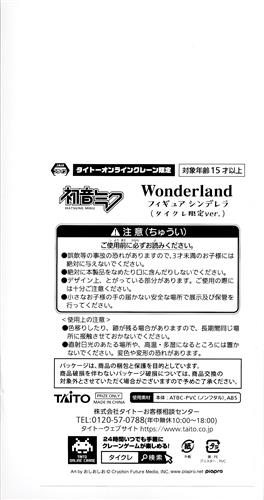 タイトーオンラインクレーン限定
対象年齢15才以上
初音ミク
HATSUNE MIKU
Wonderland
フィギュア シンデレラ
(タイクレ限定ver.)
注意(ちゅうい)
ご使用前に必ずお読みください。
●誤飲等の事故の恐れがありますので、3才未満のお子様には
絶対に与えないでください。
●絶対に本製品をなめたり口に含んだりしないでください。
●デザイン上、とがっている部分があります。ご使用の際に
は十分ご注意ください。
●小さなお子様の手の届かない安全な場所で展示及び保管を
行ってください。
<使用上の注意>
●色移りしたり、跡が残る場合がありますので、長期間同じ場
所に接触させておかないでください。
●直射日光のあたる場所や、高温・多湿になるところには置か
ないでください。変色や変形の恐れがあります。
パッケージは、商品の梱包と保護を目的としています。
商品破損を伴わないパッケージ破損については、商品交換の
対象外とさせていただく場合がございますので予めご了承ください。
TAITO
MADE IN CHINA
使用素材
本体:ATBC-PVC(ノンフタル),ABS
株式会社タイトーお客様相談センター
TEL:0120-57-0788(年中無休10:00~18:00)
タイトーウェブサイト https://www.taito.co.jp
TAITO
ONLINE CRANE
24時間いつでも手軽に
クレーンゲームが楽しめる!
タイクレ
検索
紙
プラ
Art by おしおしお © Crypton Future Media, INC. www.piapro.net piapro